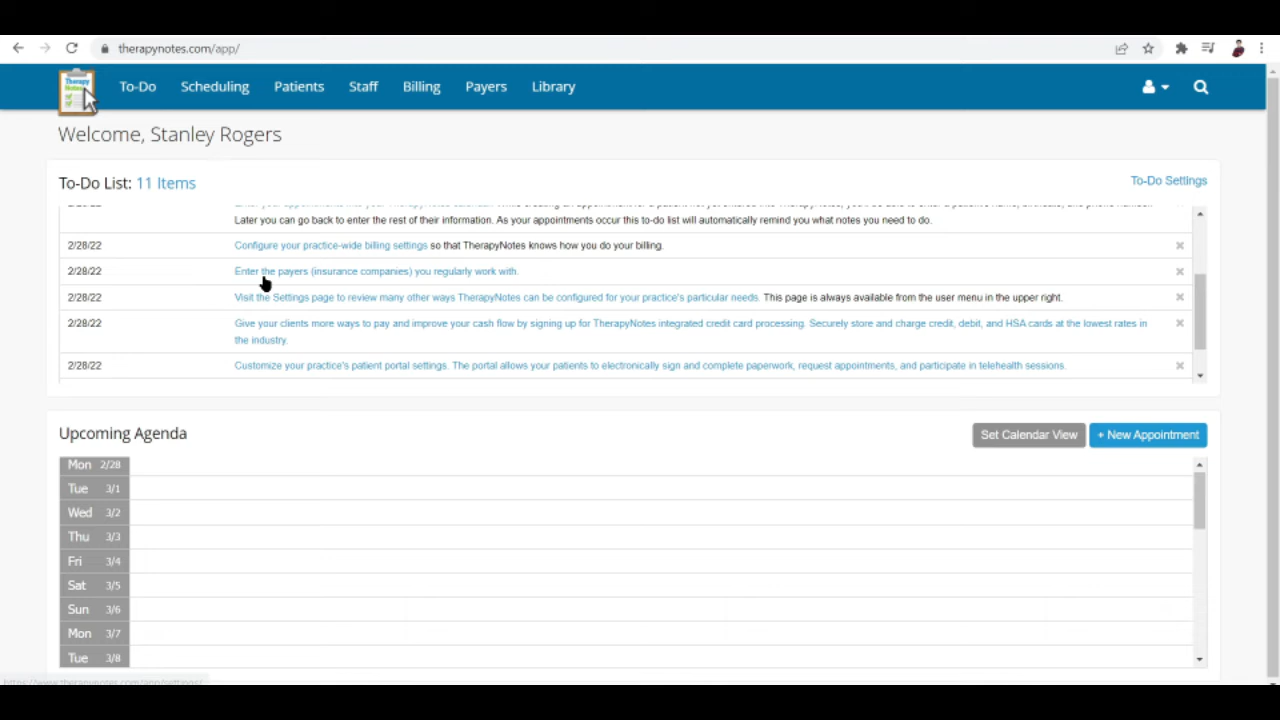 therapynotes.com/app/
Therapy
Notes
To-Do Scheduling Patients Staff Billing Payers Library
Welcome, Stanley Rogers
To-Do List: 11 Items
To-Do Settings
Later you can go back to enter the rest of their information. As your appointments occur this to-do list will automatically remind you what notes you need to do.
2/28/22 Configure your practice-wide billing settings so that TherapyNotes knows how you do your billing.
2/28/22 Enter the payers (insurance companies) you regularly work with.
2/28/22 Visit the Settings page to review many other ways TherapyNotes can be configured for your practice's particular needs. This page is always available from the user menu in the upper right.
2/28/22 Give your clients more ways to pay and improve your cash flow by signing up for TherapyNotes integrated credit card processing. Securely store and charge credit, debit, and HSA cards at the lowest rates in
the industry.
2/28/22 Customize your practice's patient portal settings. The portal allows your patients to electronically sign and complete paperwork, request appointments, and participate in telehealth sessions.
Upcoming Agenda
Set Calendar View + New Appointment
Mon 2/28
Tue 3/1
Wed 3/2
Thu 3/3
Fri 3/4
Sat 3/5
Sun 3/6
Mon 3/7
Tue 3/8